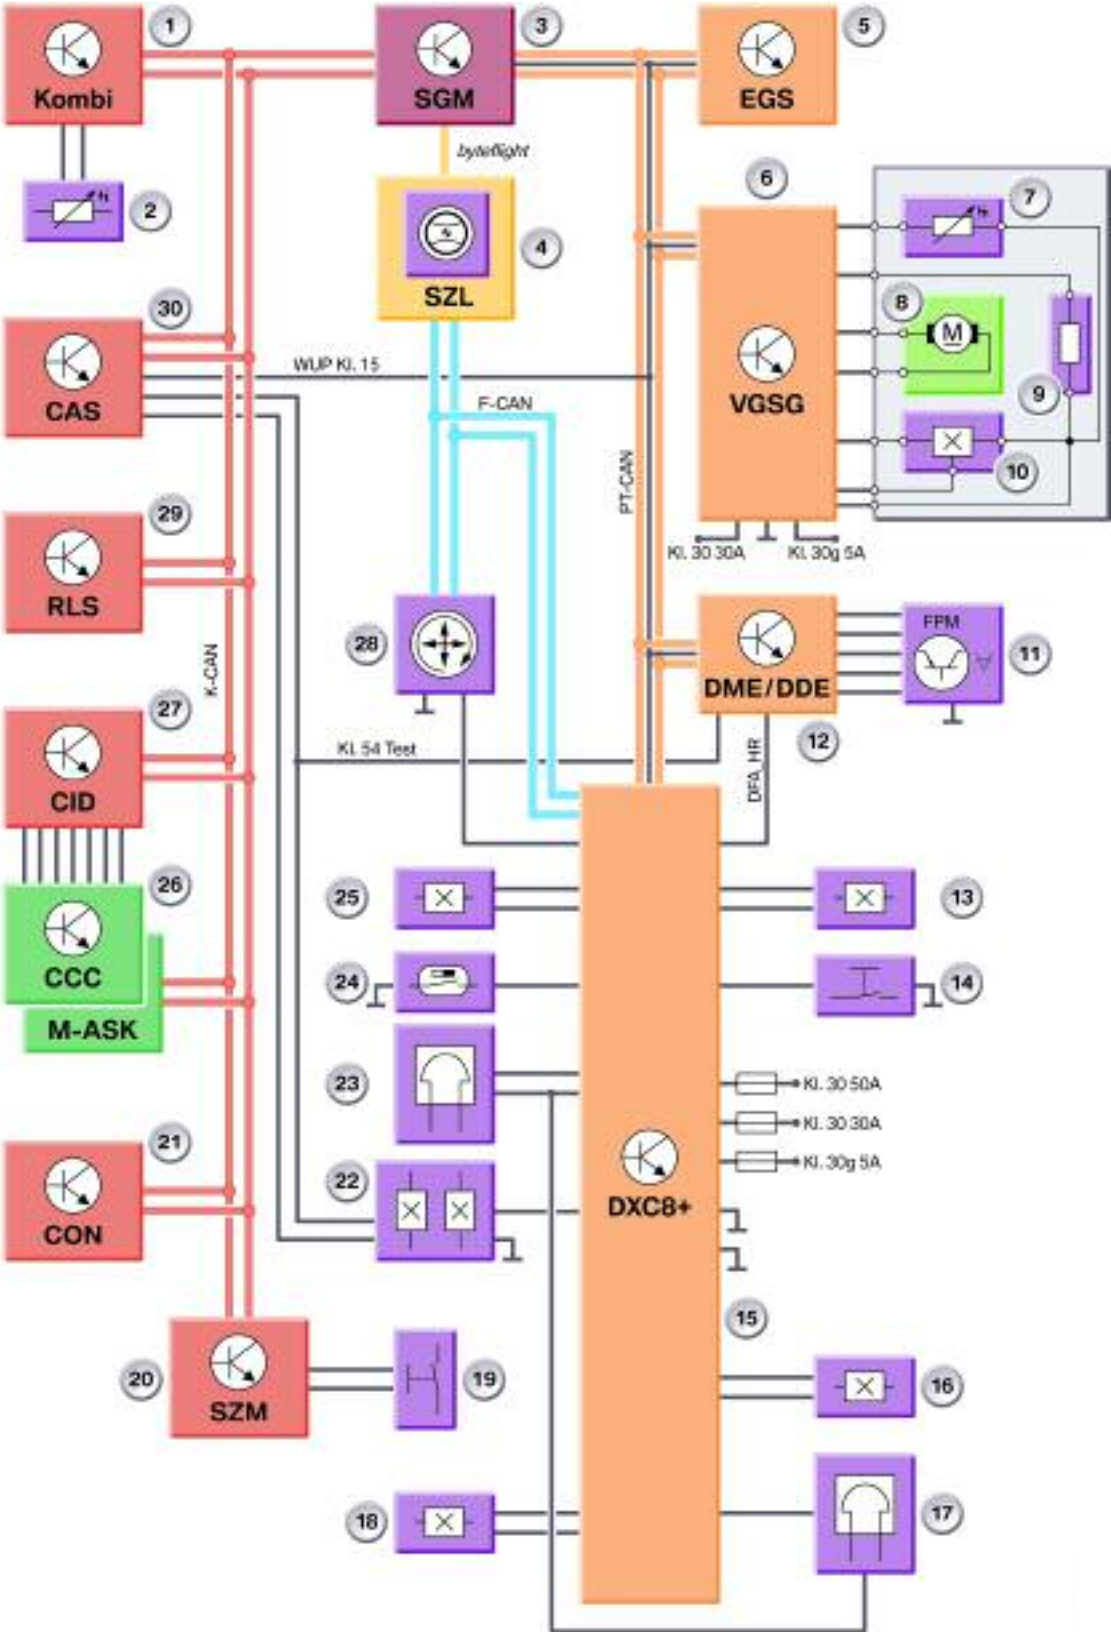 1
3
5
Kombi
SGM
EGS
byteflight
2
6
7
4
SZL
8
M
30
CAS
WUP Kl. 15
VGSG
9
F-CAN
10
PT-CAN
29
RLS
Kl. 30 30A
Kl. 30g 5A
28
FPM
11
DME/DDE
K-CAN
27
CID
Kl. 54 Test
12
DFA_HR
26
CCC
M-ASK
25
13
24
14
23
Kl. 30 50A
Kl. 30 30A
Kl. 30g 5A
21
CON
22
DXC8+
15
20
SZM
19
16
18
17